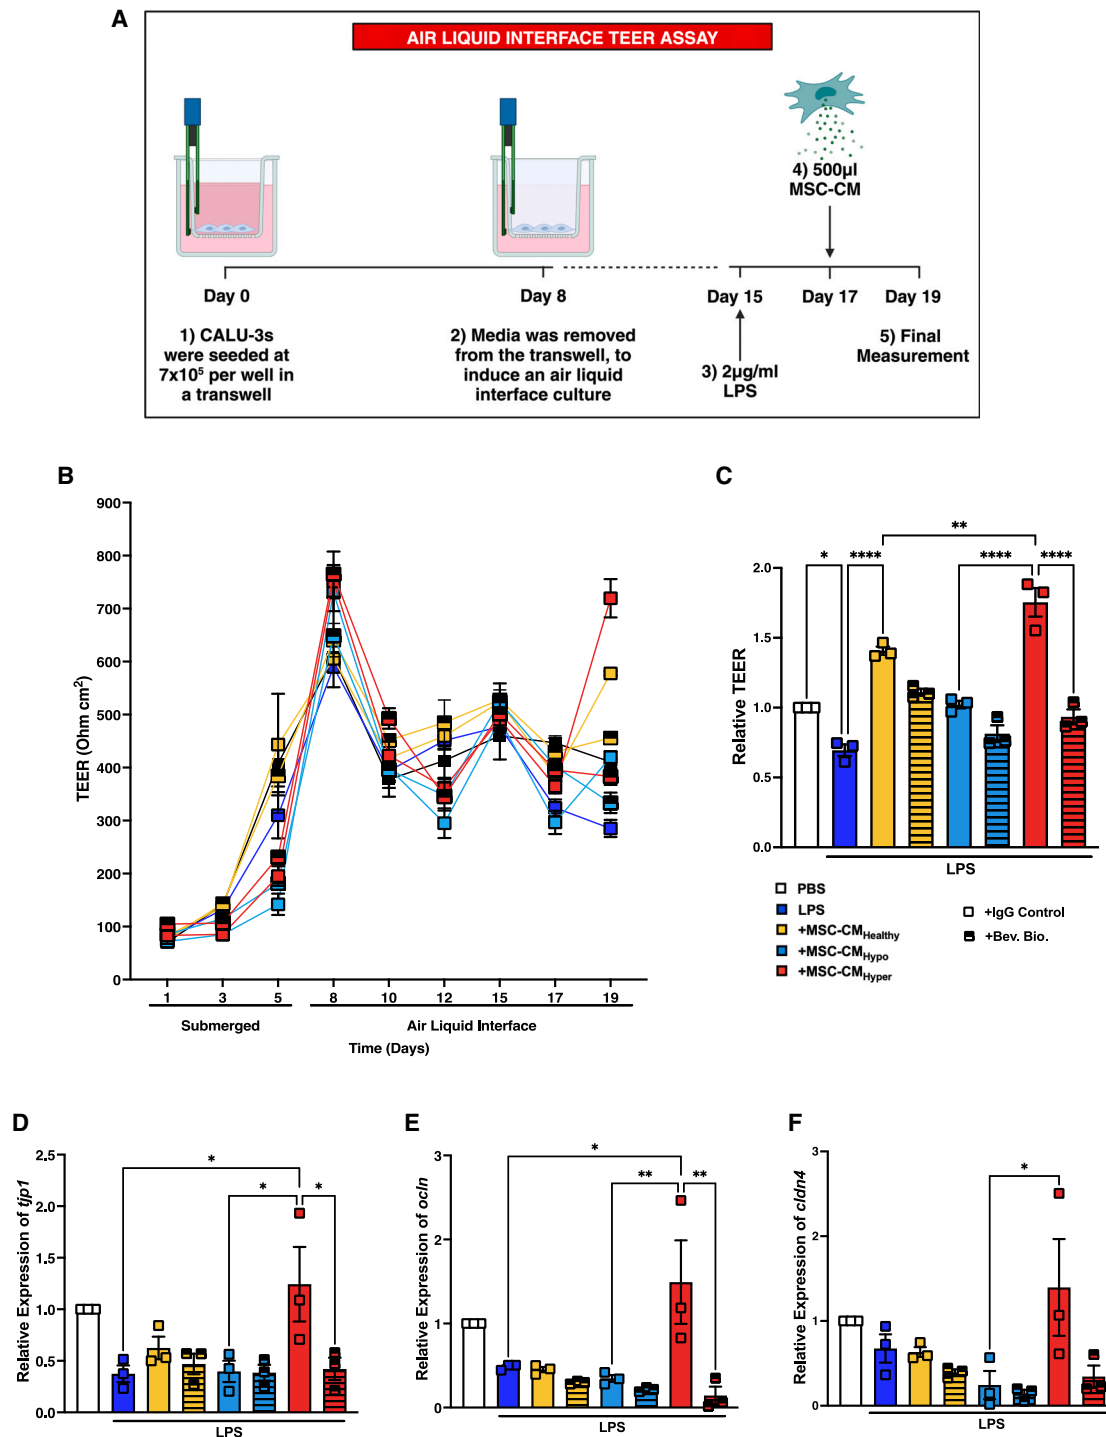 A
AIR LIQUID INTERFACE TEER ASSAY
4) 500µl
MSC-CM
Day 0
Day 8
Day 15
Day 17
Day 19
1) CALU-3s
were seeded at
7x10⁵ per well in
a transwell
2) Media was removed
from the transwell, to
induce an air liquid
interface culture
3) 2µg/ml
LPS
5) Final
Measurement
B
TEER (Ohm cm²)
900
800
700
600
500
400
300
200
100
0
1 3 5 8 10 12 15 17 19
Submerged
Air Liquid Interface
Time (Days)
C
Relative TEER
2.0
1.5
1.0
0.5
0.0
**
* **** **** ****
LPS
PBS
LPS
+MSC-CMHealthy
+MSC-CMHypo
+MSC-CMHyper
+IgG Control
+Bev. Bio.
D
Relative Expression of tjp1
2.5
2.0
1.5
1.0
0.5
0.0
*
* *
LPS
E
Relative Expression of ocln
3
2
1
0
*
** **
LPS
F
Relative Expression of cldn4
3
2
1
0
*
LPS